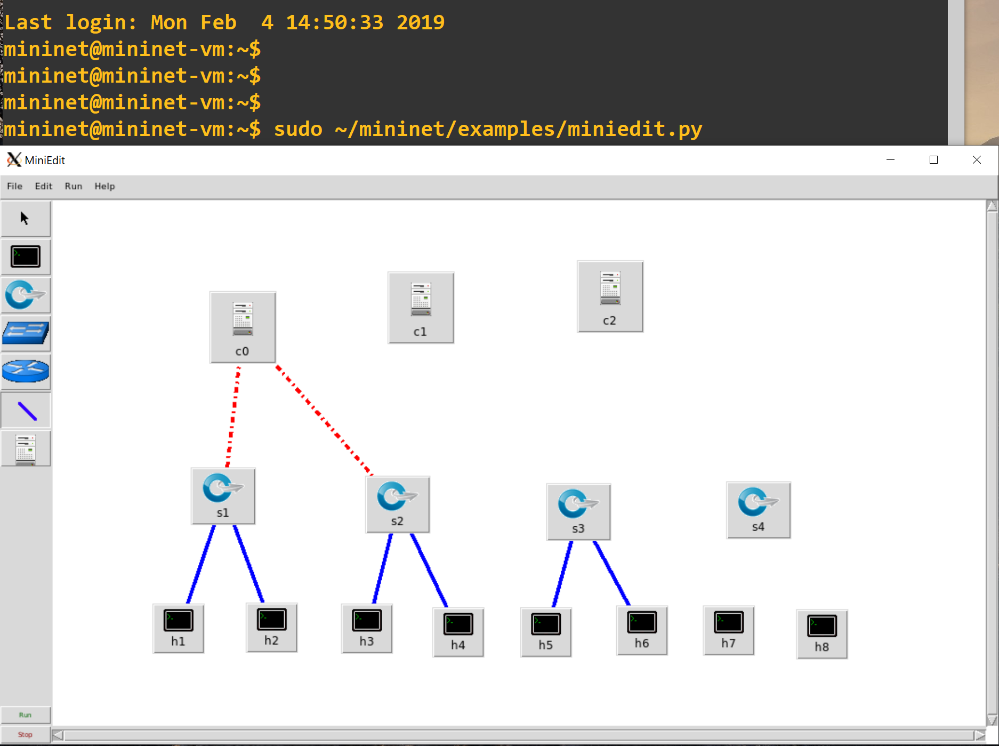 Last login: Mon Feb  4 14:50:33 2019
mininet@mininet-vm:~$
mininet@mininet-vm:~$
mininet@mininet-vm:~$
mininet@mininet-vm:~$ sudo ~/mininet/examples/miniedit.py
MiniEdit
File Edit Run Help
c0
c1
c2
s1
s2
s3
s4
h1
h2
h3
h4
h5
h6
h7
h8
Run
Stop